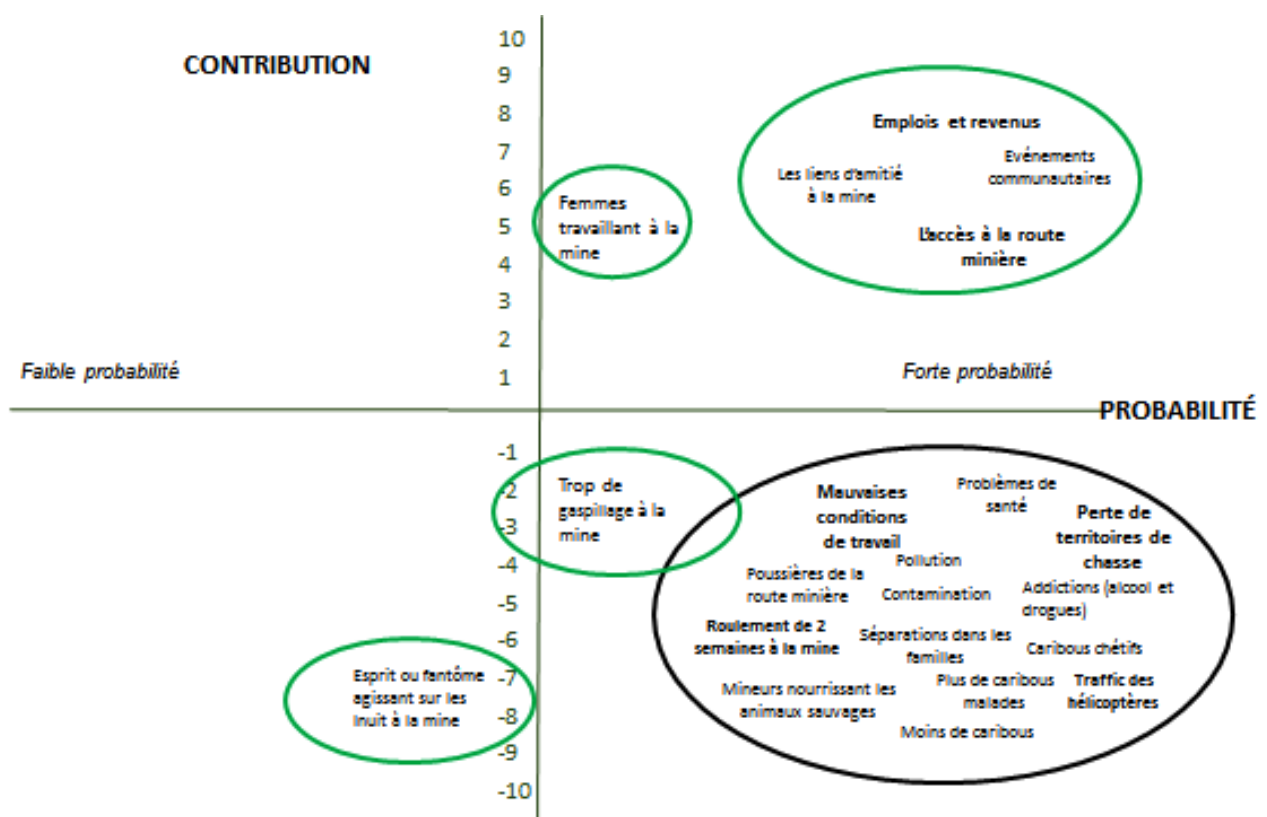 CONTRIBUTION
10
9
8
7
6
5
4
3
2
1
Emplois et revenus
Les liens d'amitié
à la mine
Evénements
communautaires
L'accès à la route
minière
Femmes
travaillant à la
mine
Faible probabilité
Forte probabilité
PROBABILITÉ
-1
-2
-3
-4
-5
-6
-7
-8
-9
-10
Trop de
gaspillage à la
mine
Mauvaises
conditions
de travail
Problèmes de
santé
Perte de
territoires de
chasse
Pollution
Poussières de la
route minière
Contamination
Addictions (alcool et
drogues)
Roulement de 2
semaines à la mine
Séparations dans les
familles
Caribous chétifs
Mineurs nourrissant les
animaux sauvages
Plus de caribous
malades
Traffic des
hélicoptères
Moins de caribous
Esprit ou fantôme
agissant sur les
Inuit à la mine